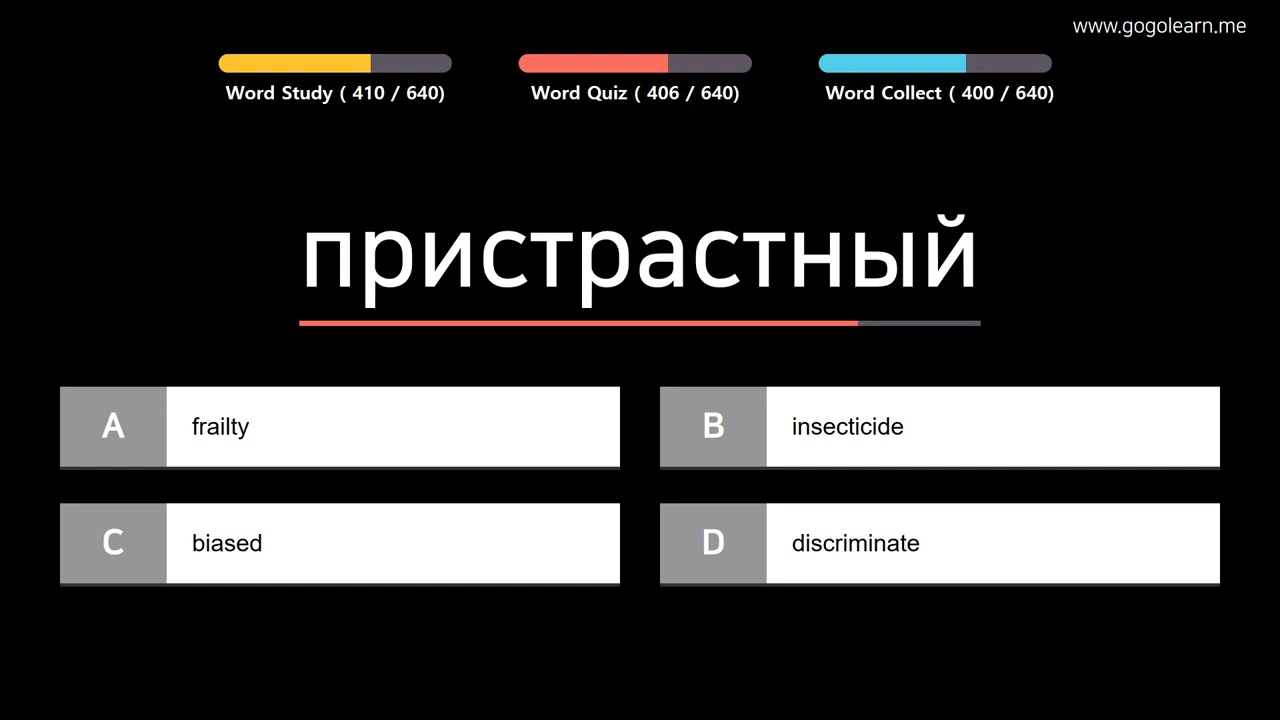 www.gogolearn.me
Word Study ( 410 / 640)
Word Quiz ( 406 / 640)
Word Collect ( 400 / 640)
пристрастный
A frailty
B insecticide
C biased
D discriminate